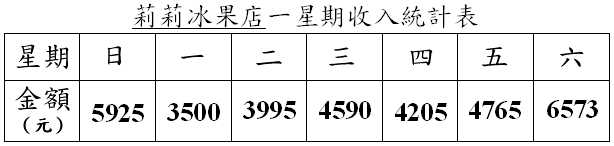 莉莉冰果店一星期收入統計表
星期 日 一 二 三 四 五 六
金額(元) 5925 3500 3995 4590 4205 4765 6573